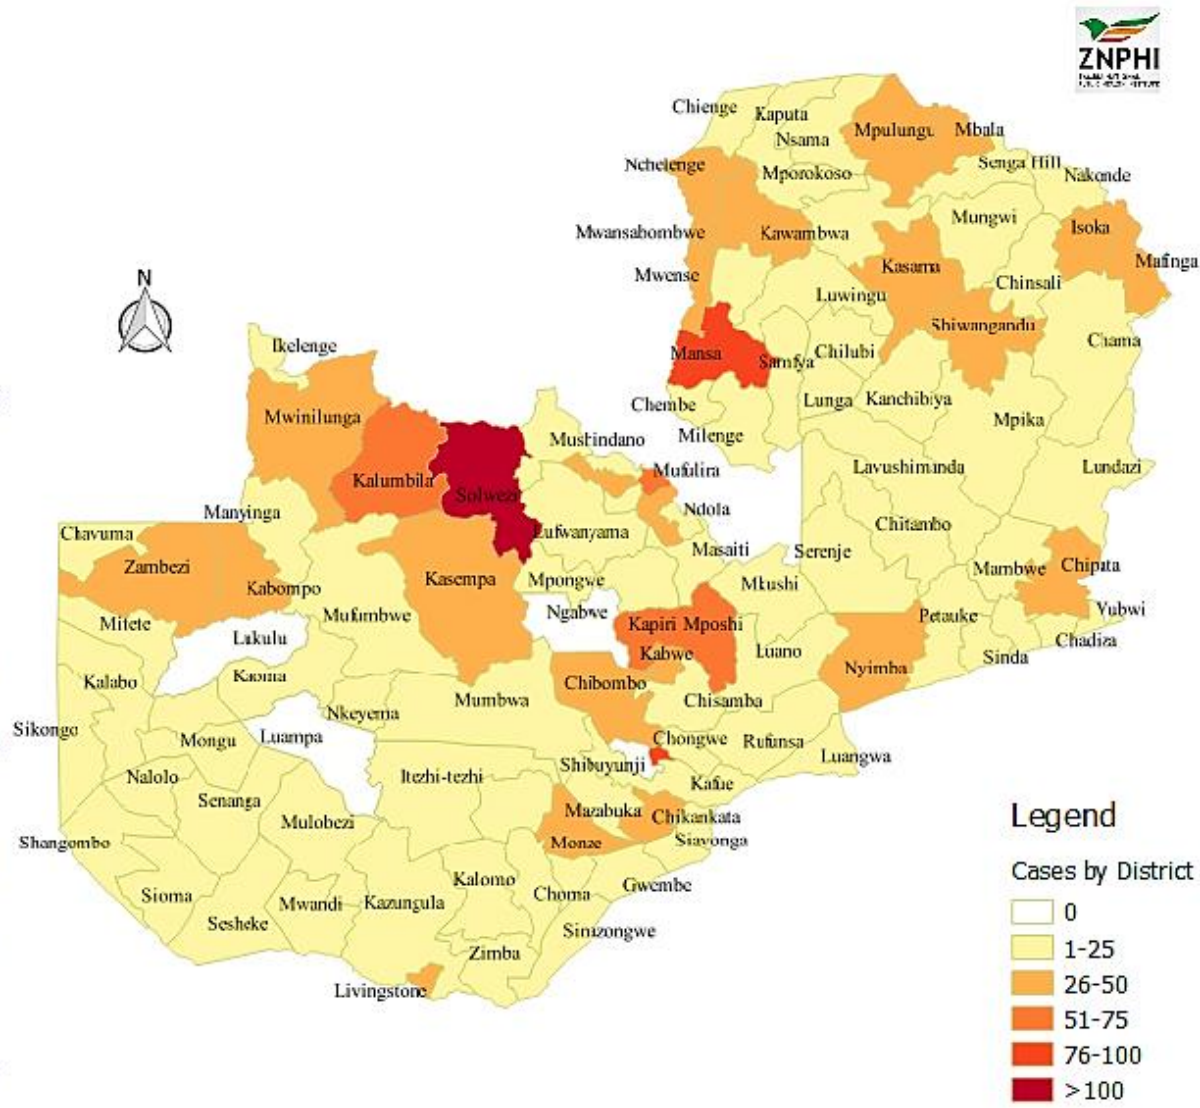 ZNPHI
Chienge
Kaputa
Nsama
Mpulungu
Mbala
Nchelenge
Mporokoso
Senga Hill
Nakonde
Mungwi
Isoka
Mwansabombwe
Kawambwa
Mafinga
Mwense
Kasama
Chinsali
N
Luwingu
Shiwangandu
Chama
Ikelenge
Mansa
Samfya
Chilubi
Chembe
Lunga
Kanchibiya
Mwinilunga
Mpika
Milenge
Mushindano
Lavushimanda
Lundazi
Kalumbila
Mufulira
Solwezi
Manyinga
Ndola
Chitambo
Chavuma
Lufwanyama
Masaiti
Serenje
Zambezi
Kasempa
Mpongwe
Mkushi
Mambwe
Chipata
Kabompo
Mufumbwe
Ngabwe
Petauke
Vubwi
Mitete
Lukulu
Kapiri Mposhi
Chadiza
Kabwe
Luano
Sinda
Nyimba
Kalabo
Kaoma
Chibombo
Mumbwa
Chisamba
Nkeyema
Sikongo
Mongu
Luampa
Chongwe
Rufunsa
Luangwa
Nalolo
Itezhi-tezhi
Shibuyunji
Kafue
Senanga
Mulobezi
Mazabuka
Chikankata
Shangombo
Monze
Siavonga
Sioma
Mwandi
Kazungula
Kalomo
Choma
Gwembe
Sesheke
Sinazongwe
Zimba
Livingstone
Legend
Cases by District
0
1-25
26-50
51-75
76-100
>100